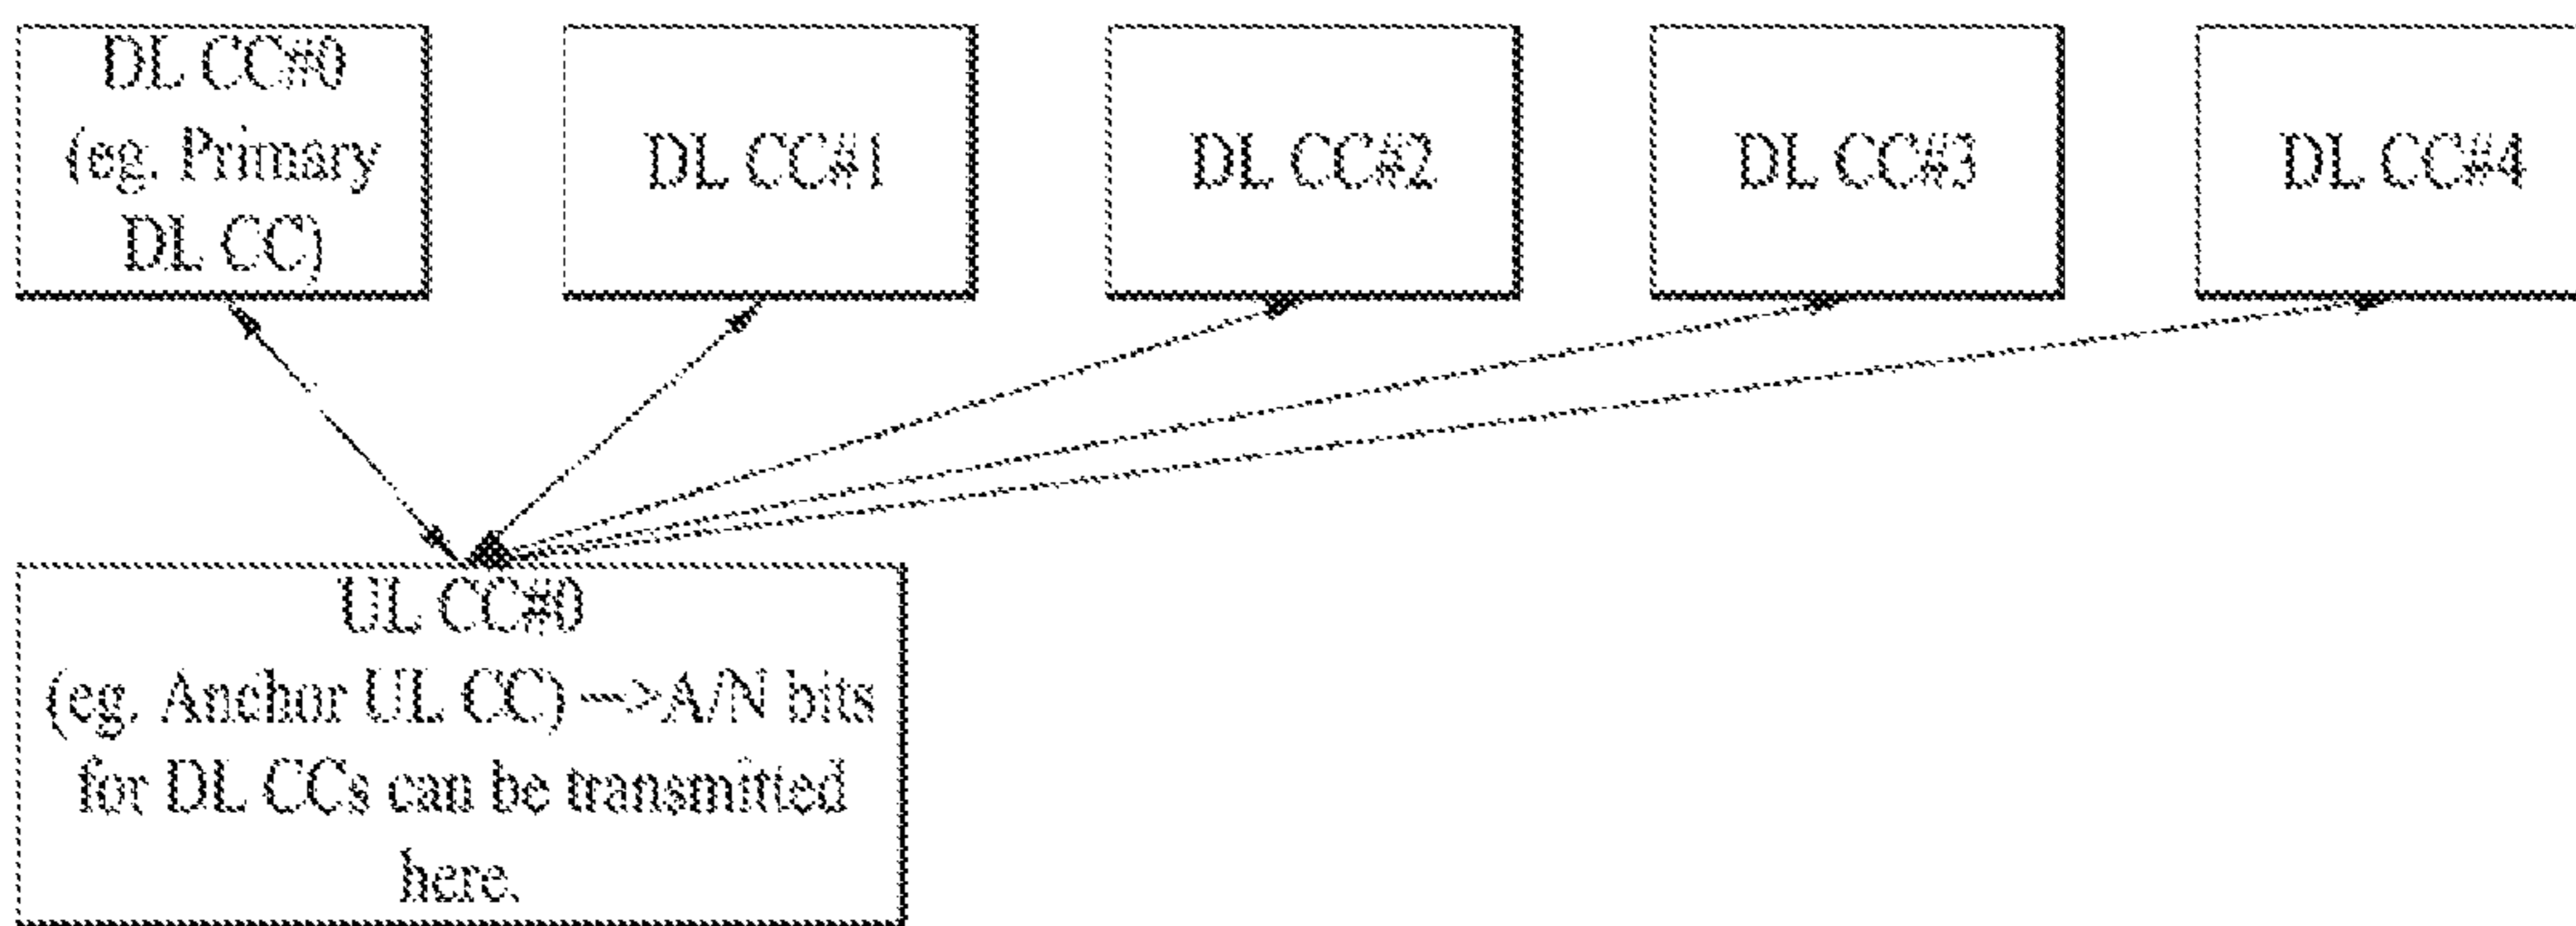 DL CC#0
(eg. Primary
DL CC)
DL CC#1
DL CC#2
DL CC#3
DL CC#4
UL CC#0
(eg. Anchor UL CC) --->A/N bits
for DL CCs can be transmitted
here.